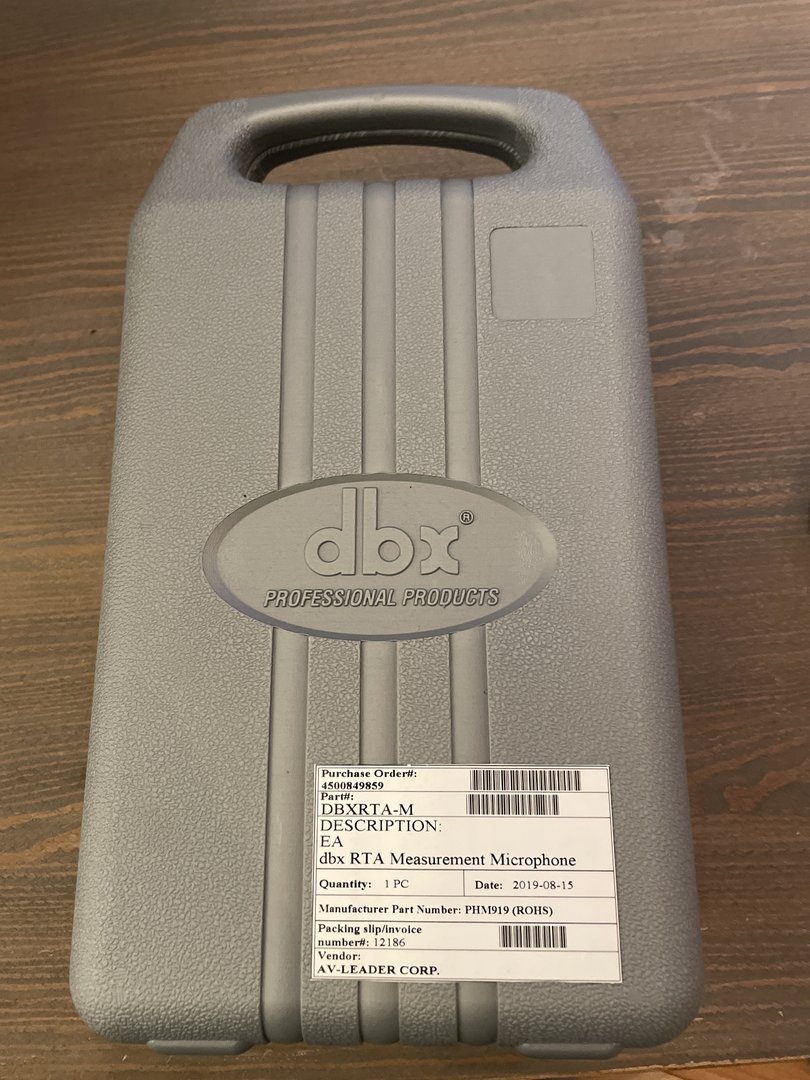 dbx®
PROFESSIONAL PRODUCTS
Purchase Order#:
4500849859
Part#:
DBXRTA-M
DESCRIPTION:
EA
dbx RTA Measurement Microphone
Quantity: 1 PC Date: 2019-08-15
Manufacturer Part Number: PHM919 (ROHS)
Packing slip/invoice
number#: 12186
Vendor:
AV-LEADER CORP.